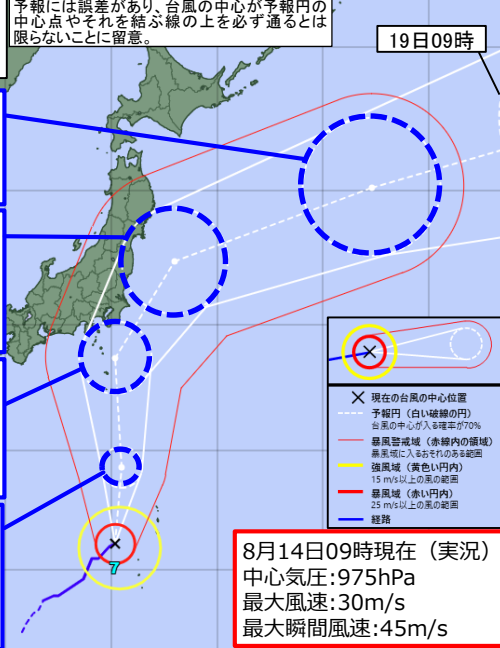 予報には誤差があり、台風の中心が予報円の
中心点やそれを結ぶ線の上を必ず通るとは
限らないことに留意。
19日09時
現在の台風の中心位置
予報円（白い破線の円）
台風の中心が入る確率が70%
暴風警戒域（赤線内の領域）
暴風域に入るおそれのある範囲
強風域（黄色い円内）
15 m/s以上の風の範囲
暴風域（赤い円内）
25 m/s以上の風の範囲
経路
7
8月14日09時現在（実況）
中心気圧:975hPa
最大風速:30m/s
最大瞬間風速:45m/s